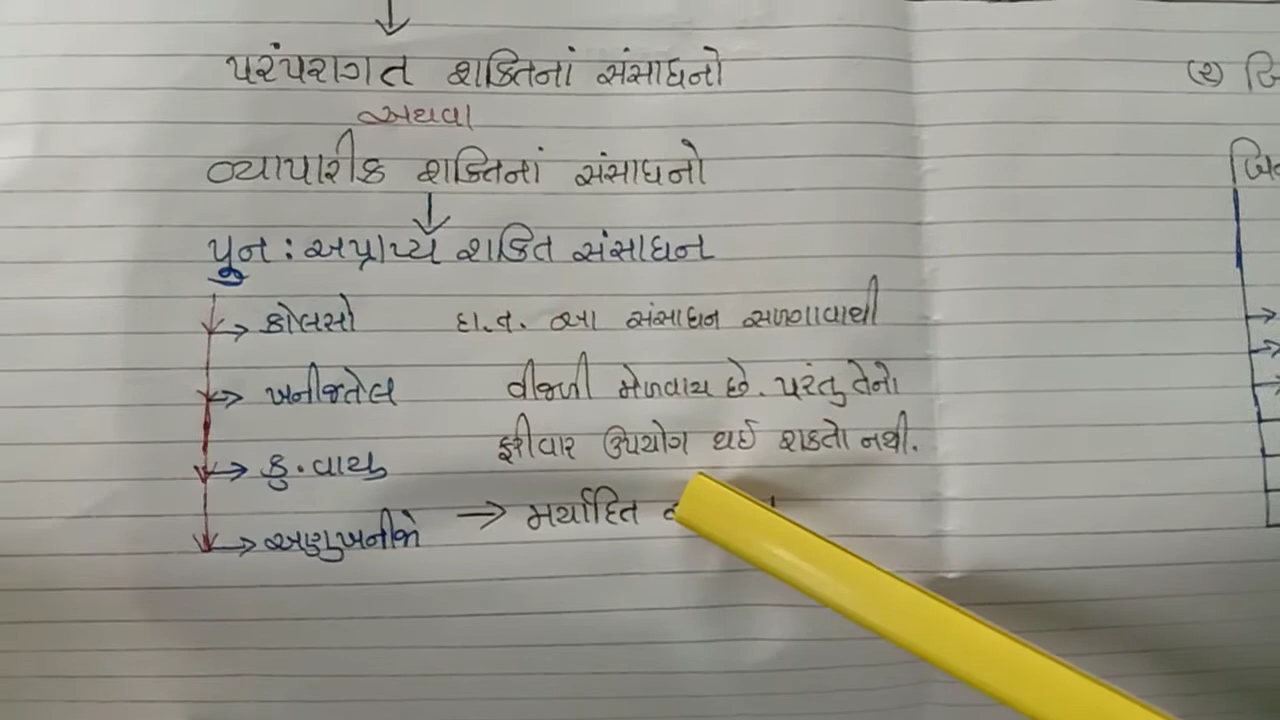 પરંપરાગત શક્તિનાં સંસાધનો
અથવા
વ્યાપારીક શક્તિનાં સંસાધનો
પૂન : અપ્રાપ્ય શક્તિ સંસાધન
→ કોલસો
દા.ત. આ સંસાધન સળગાવાથી
→ ખનીજતેલ
વીજળી મેળવાય છે. પરંતુ તેનો
ફરીવાર ઉપયોગ થઈ શકતો નથી.
→ કુ.વાયુ
→ મર્યાદિત
→ અણુખનીજો
(૨)